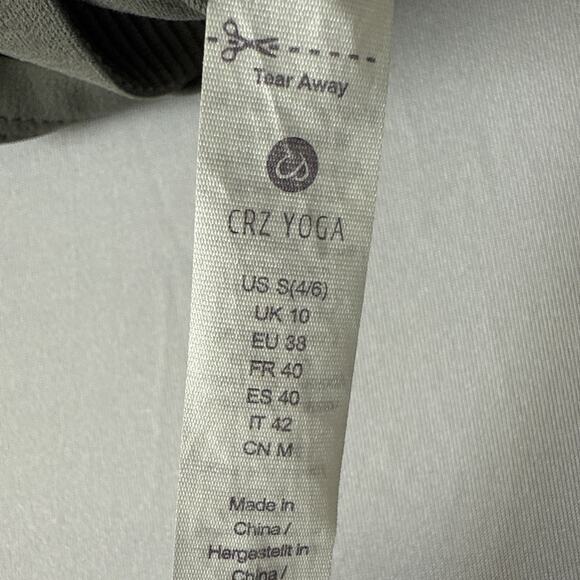 Tear Away
CRZ YOGA
US S(4/6)
UK 10
EU 38
FR 40
ES 40
IT 42
CN M
Made in
China /
Hergestellt in
China /